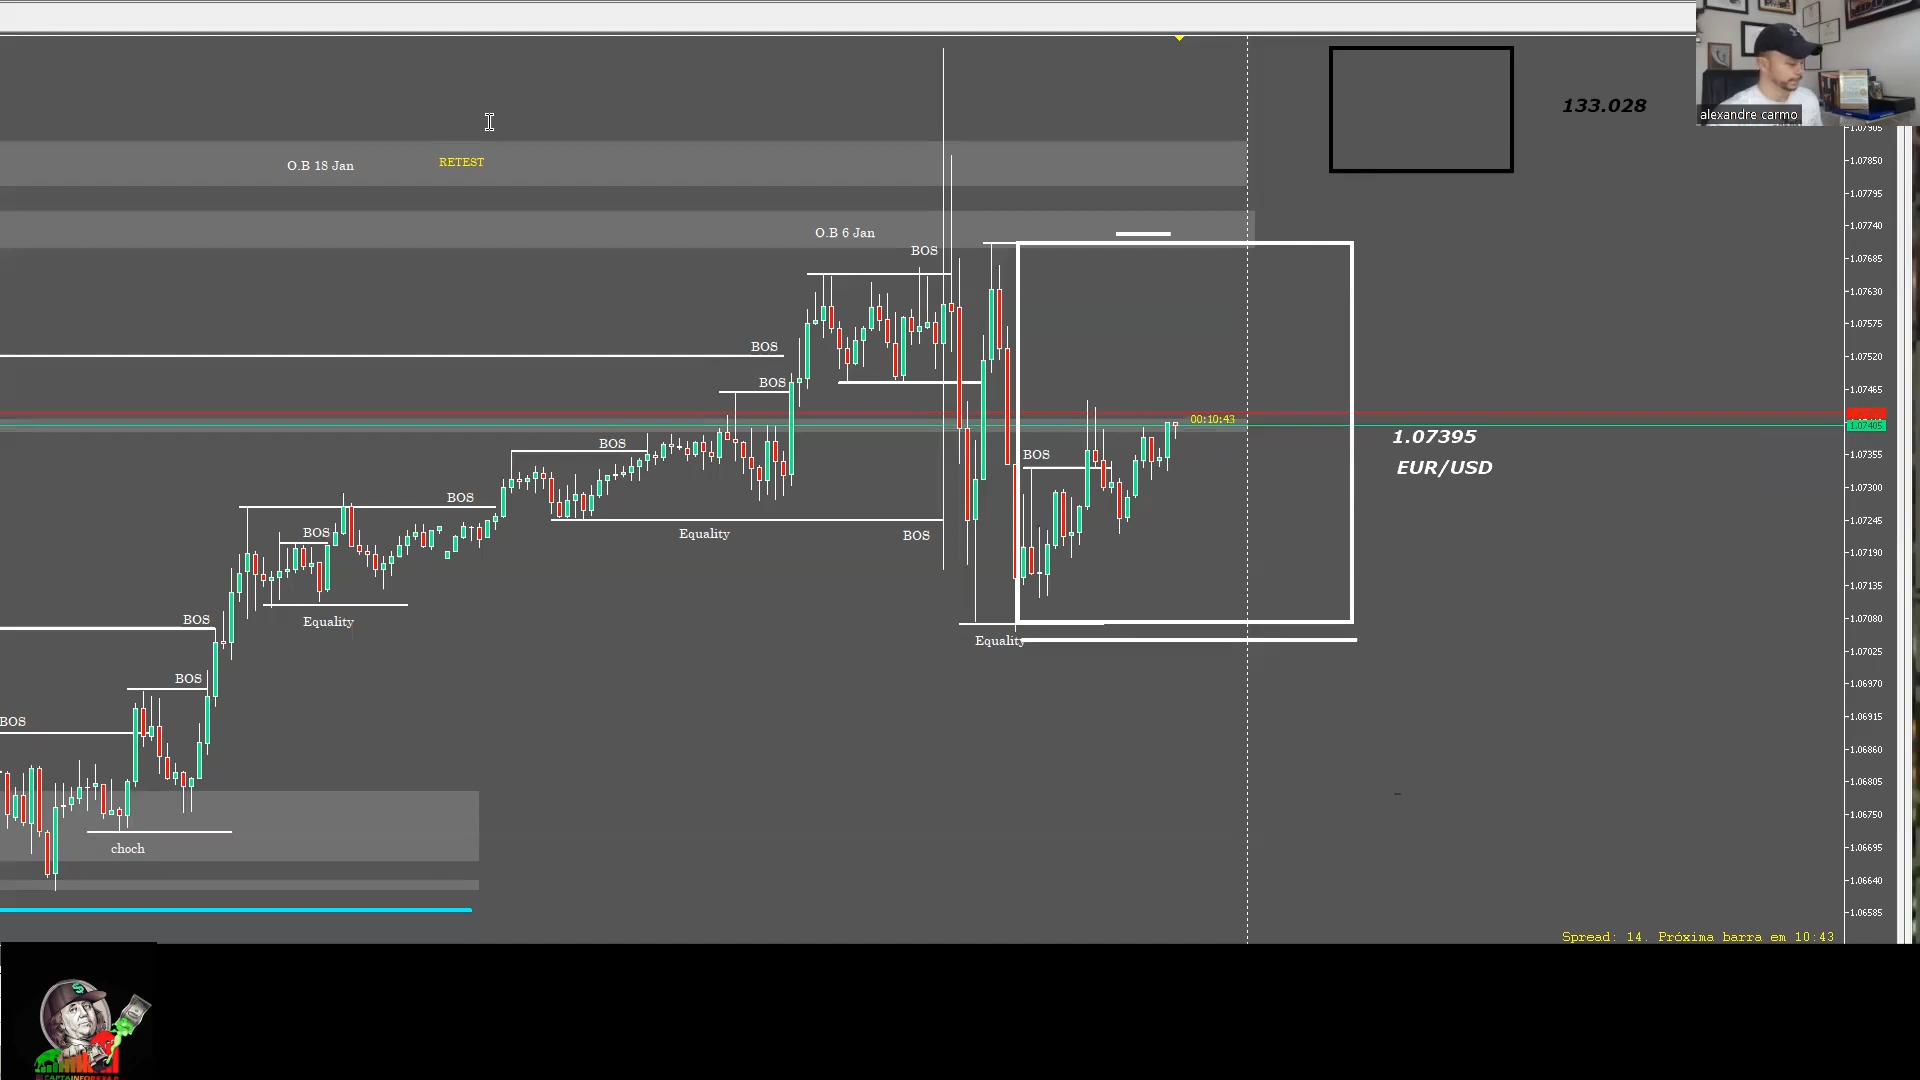 133.028
alexandre carmo
1.07905
O.B 18 Jan
RETEST
1.07850
1.07795
O.B 6 Jan
1.07740
BOS
1.07685
1.07630
1.07575
BOS
1.07520
BOS
1.07465
00:10:43
1.07405
1.07395
BOS
BOS
1.07355
EUR/USD
BOS
1.07300
1.07245
BOS
Equality
BOS
1.07190
1.07135
BOS
Equality
1.07080
Equality
1.07025
BOS
1.06970
BOS
1.06915
1.06860
1.06805
1.06750
choch
1.06695
1.06640
1.06585
Spread: 14. Próxima barra em 10:43